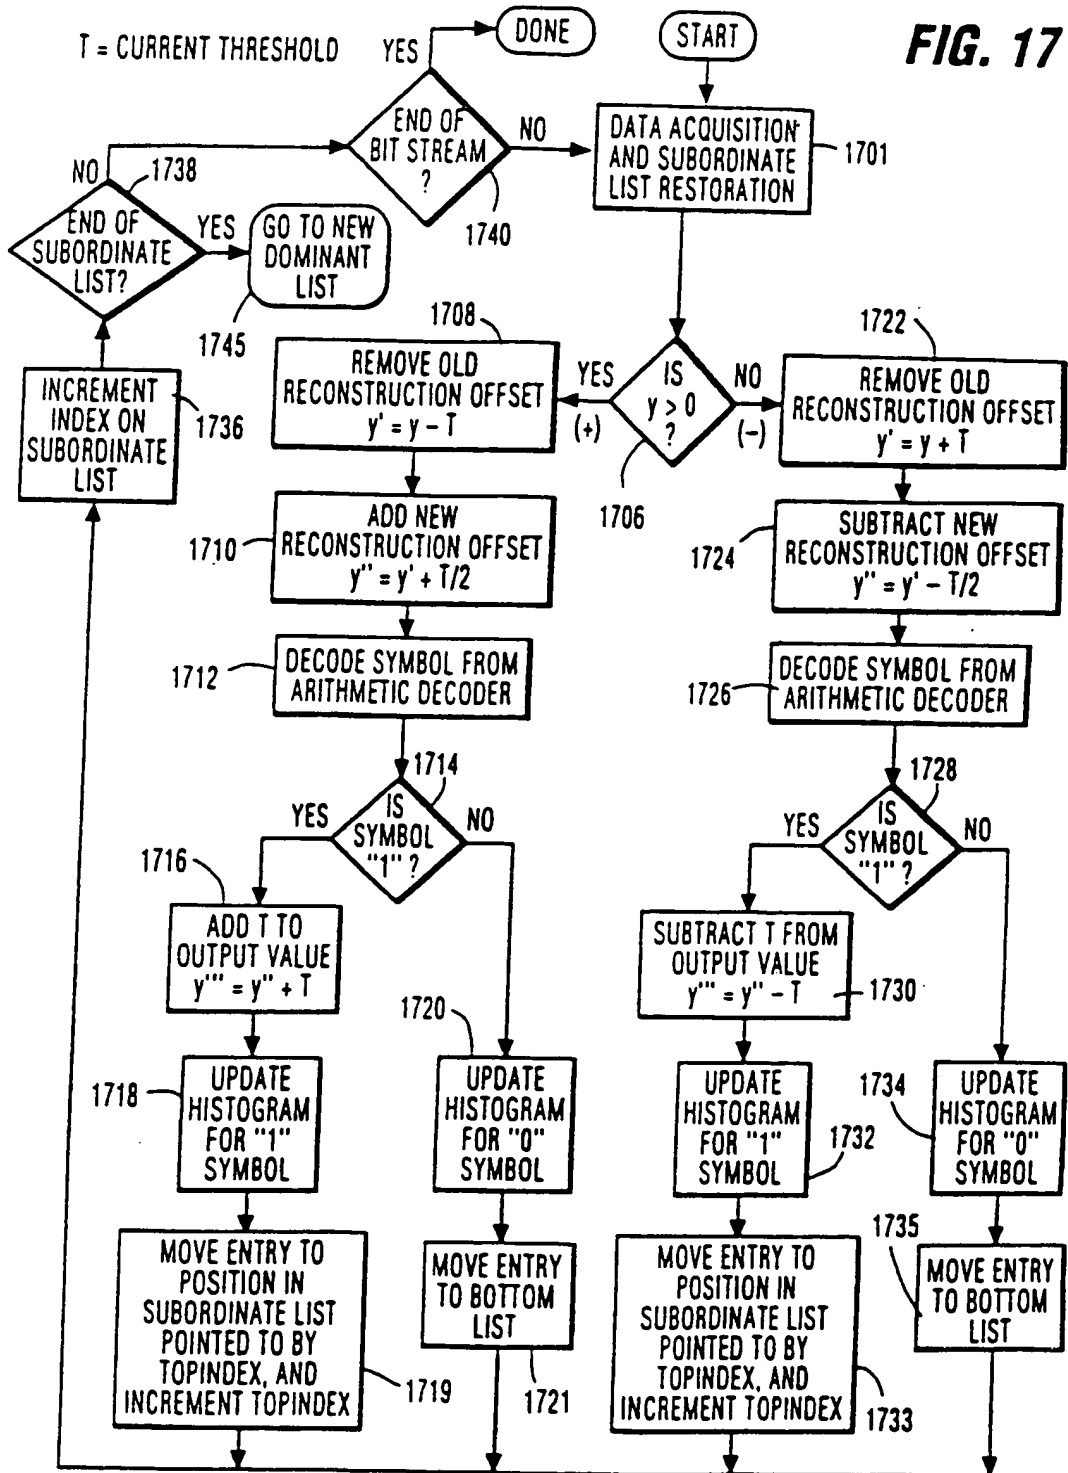 T = CURRENT THRESHOLD
YES
DONE
START
FIG. 17
END OF
BIT STREAM
?
NO
1740
DATA ACQUISITION
AND SUBORDINATE
LIST RESTORATION
1701
NO
1738
END OF
SUBORDINATE
LIST?
YES
GO TO NEW
DOMINANT
LIST
1745
INCREMENT
INDEX ON
SUBORDINATE
LIST
1736
1708
REMOVE OLD
RECONSTRUCTION OFFSET
y' = y - T
YES
(+)
IS
y > 0
?
NO
(-)
1706
1722
REMOVE OLD
RECONSTRUCTION OFFSET
y' = y + T
1710
ADD NEW
RECONSTRUCTION OFFSET
y" = y' + T/2
1724
SUBTRACT NEW
RECONSTRUCTION OFFSET
y" = y' - T/2
1712
DECODE SYMBOL FROM
ARITHMETIC DECODER
1726
DECODE SYMBOL FROM
ARITHMETIC DECODER
1714
YES
IS
SYMBOL
"1" ?
NO
1728
YES
IS
SYMBOL
"1" ?
NO
1716
ADD T TO
OUTPUT VALUE
y''' = y" + T
SUBTRACT T FROM
OUTPUT VALUE
y''' = y" - T
1730
1718
UPDATE
HISTOGRAM
FOR "1"
SYMBOL
1720
UPDATE
HISTOGRAM
FOR "0"
SYMBOL
UPDATE
HISTOGRAM
FOR "1"
SYMBOL
1732
1734
UPDATE
HISTOGRAM
FOR "0"
SYMBOL
MOVE ENTRY TO
POSITION IN
SUBORDINATE LIST
POINTED TO BY
TOPINDEX, AND
INCREMENT TOPINDEX
1719
MOVE ENTRY
TO BOTTOM
LIST
1721
MOVE ENTRY TO
POSITION IN
SUBORDINATE LIST
POINTED TO BY
TOPINDEX, AND
INCREMENT TOPINDEX
1733
1735
MOVE ENTRY
TO BOTTOM
LIST